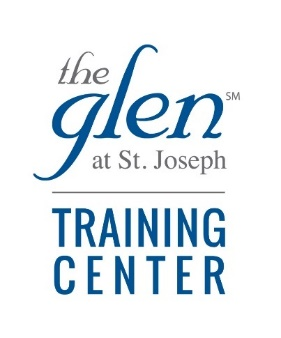 the
glen℠
at St. Joseph
TRAINING
CENTER